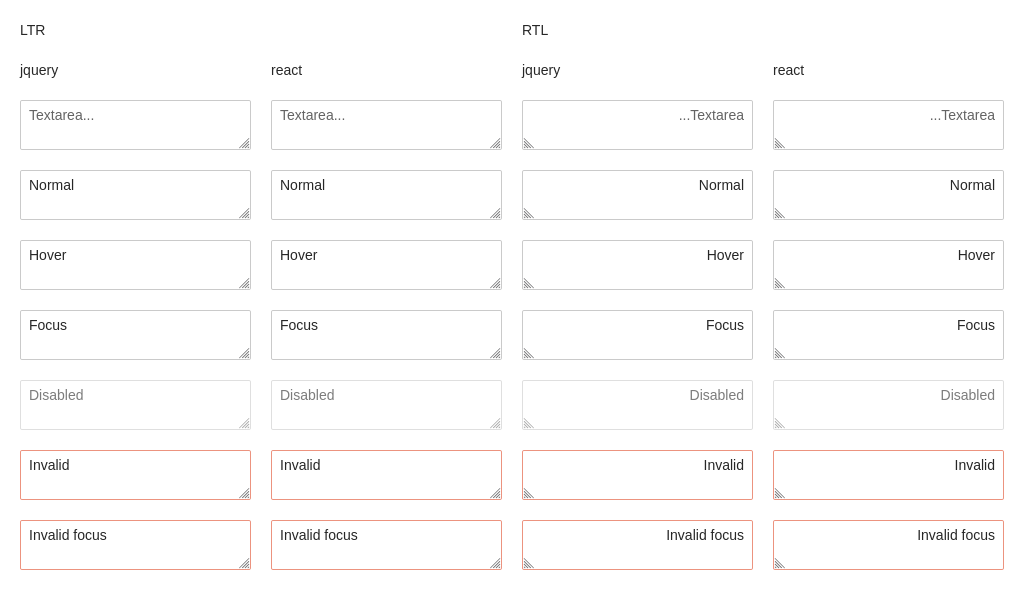 LTR RTL
jquery react jquery react
Textarea... Textarea... ...Textarea ...Textarea
Normal Normal Normal Normal
Hover Hover Hover Hover
Focus Focus Focus Focus
Disabled Disabled Disabled Disabled
Invalid Invalid Invalid Invalid
Invalid focus Invalid focus Invalid focus Invalid focus